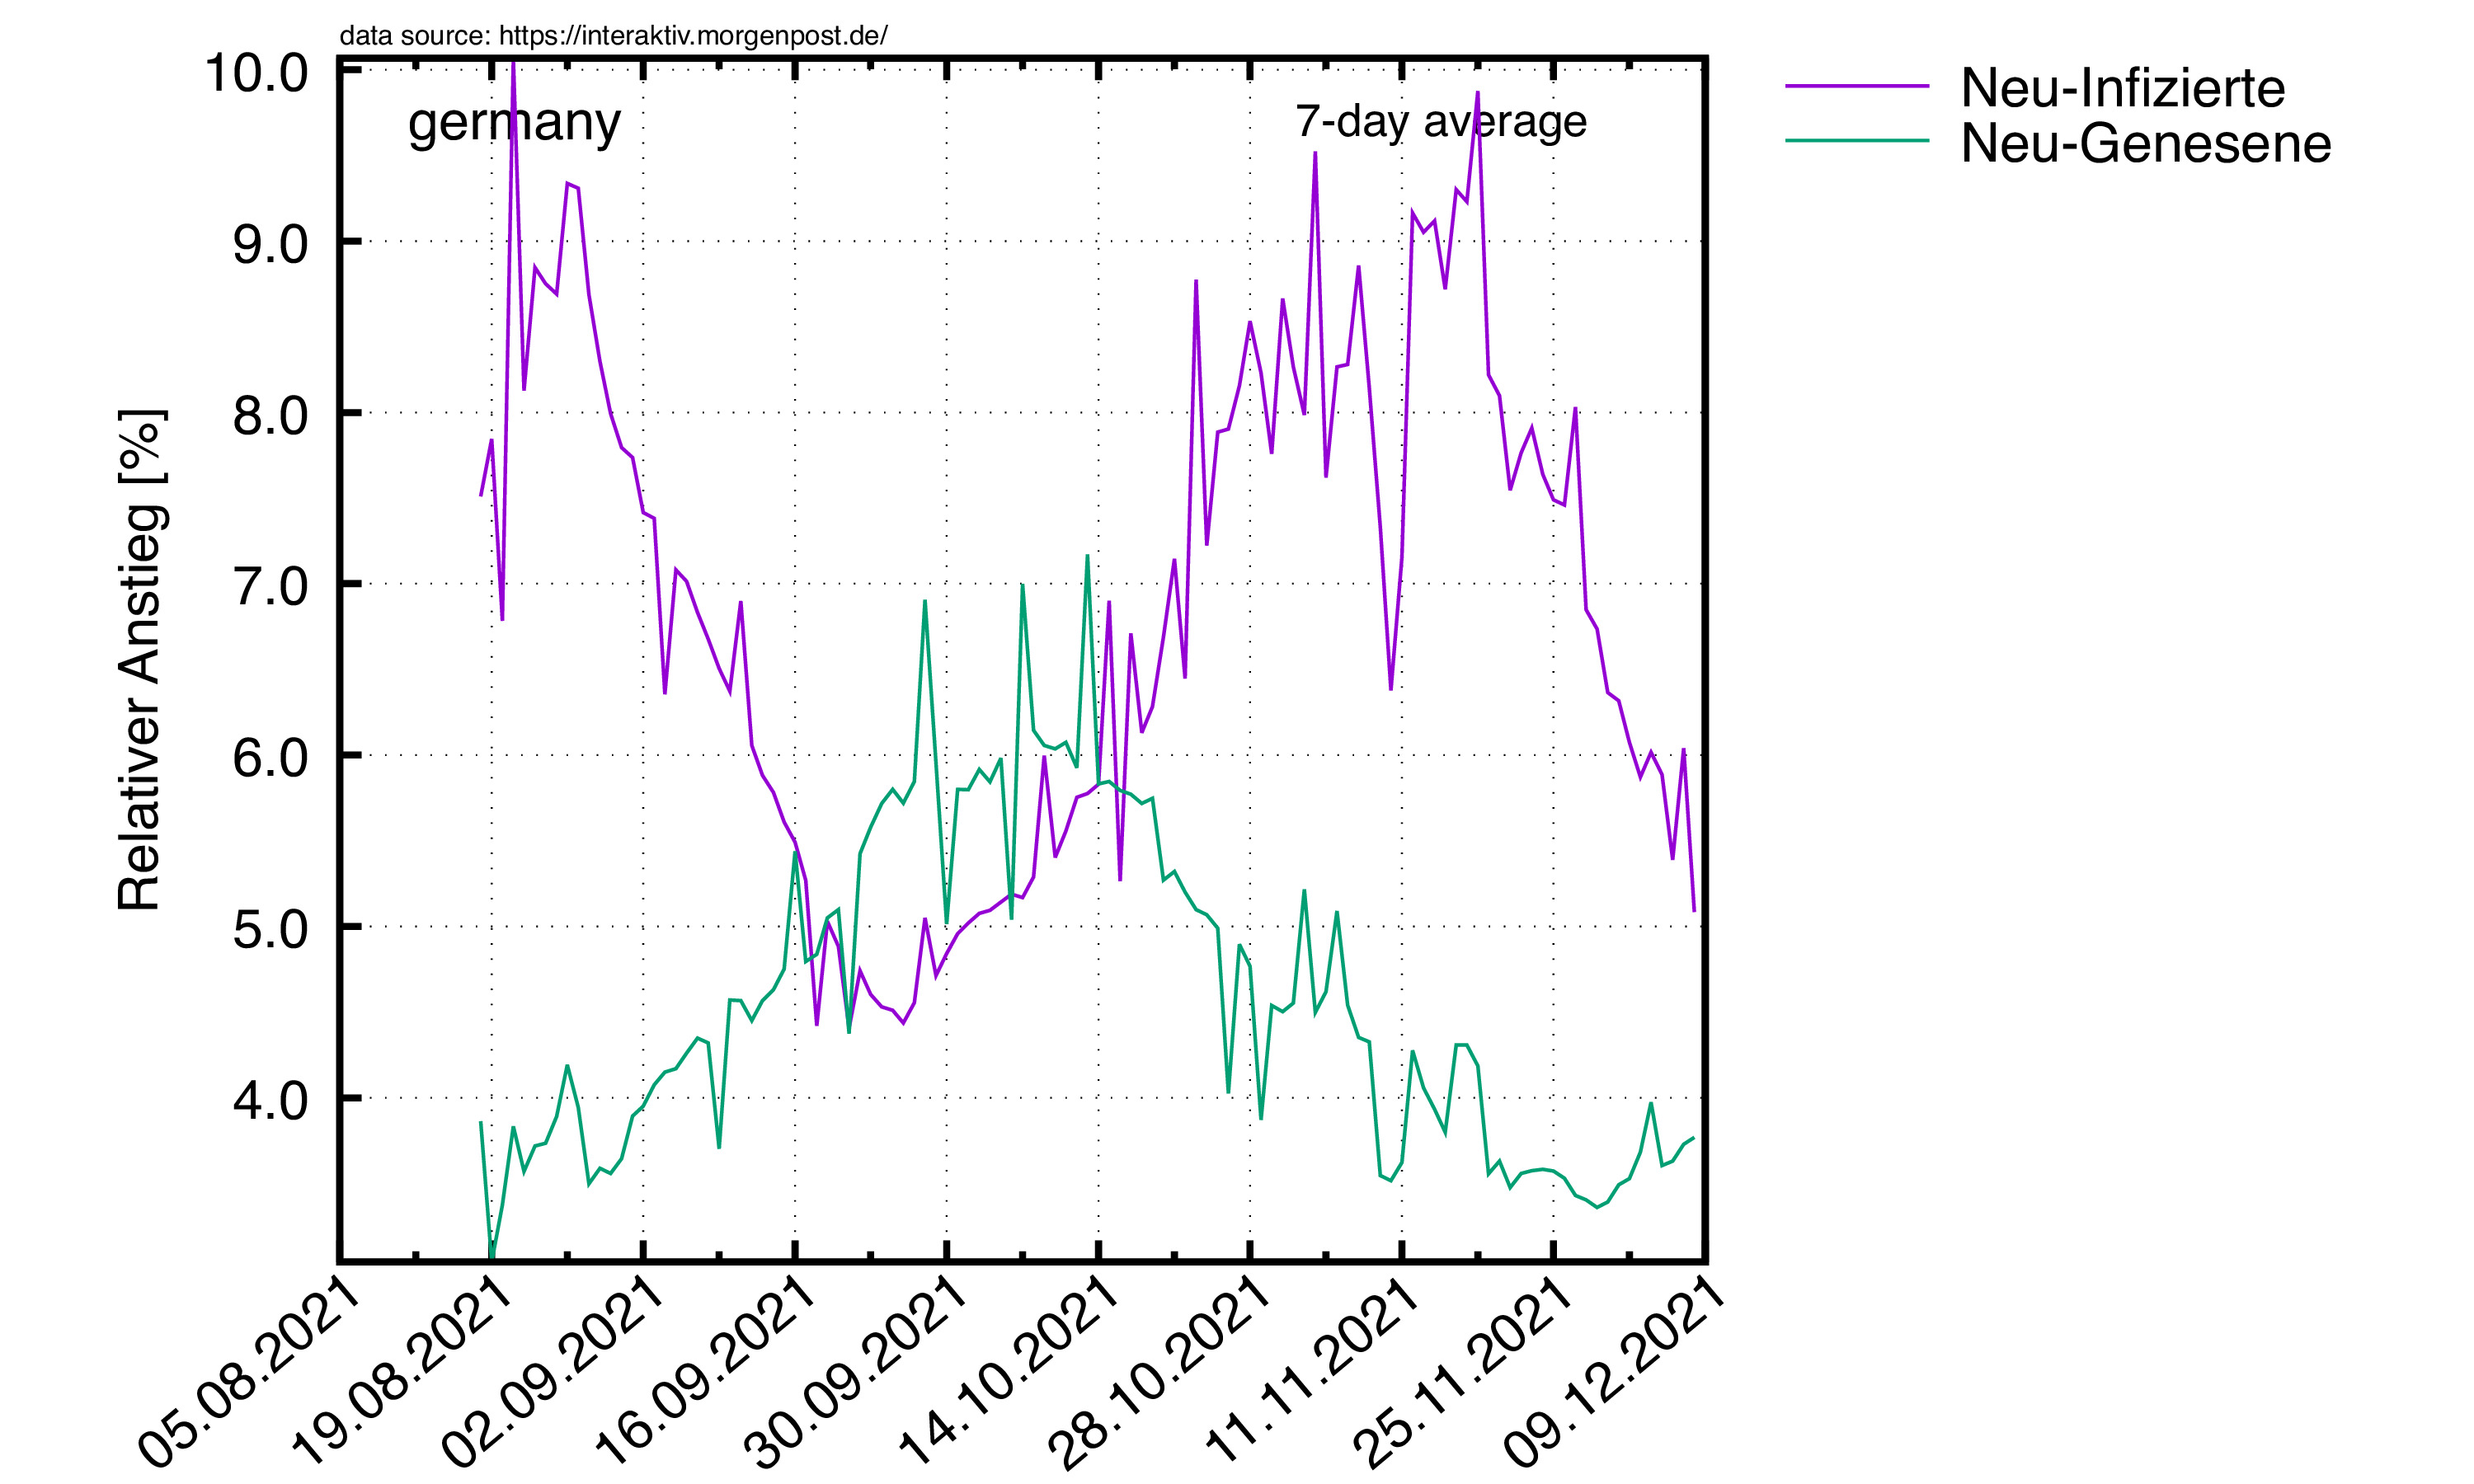 data source: https://interaktiv.morgenpost.de/
germany
7-day average
Neu-Infizierte
Neu-Genesene
Relativer Anstieg [%]
10.0
9.0
8.0
7.0
6.0
5.0
4.0
05.08.2021
19.08.2021
02.09.2021
16.09.2021
30.09.2021
14.10.2021
28.10.2021
11.11.2021
25.11.2021
09.12.2021